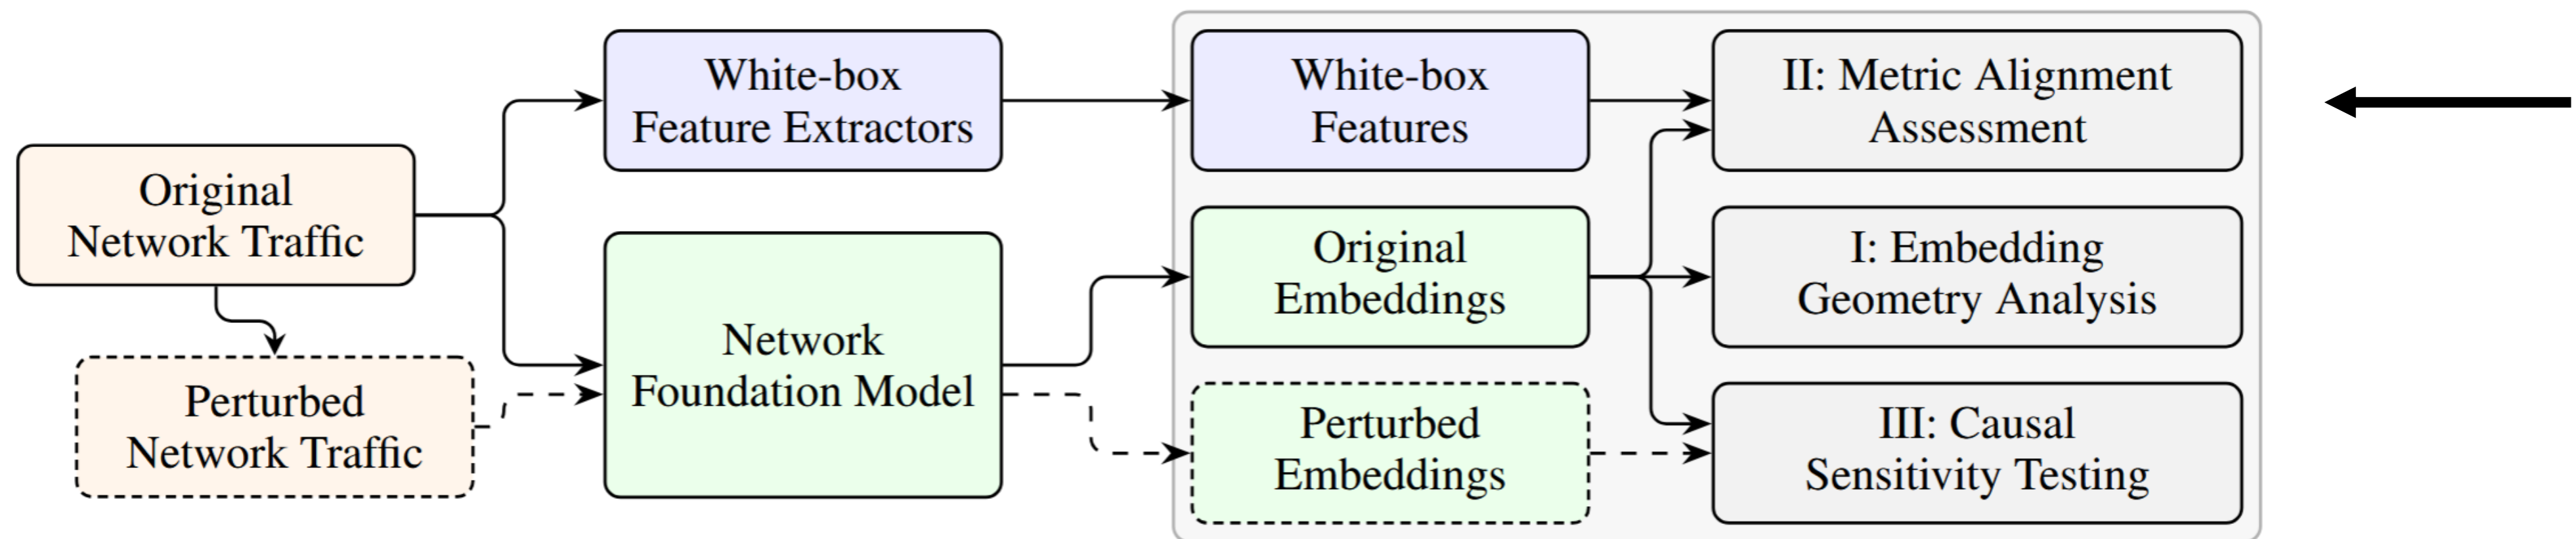 Original
Network Traffic
Perturbed
Network Traffic
White-box
Feature Extractors
Network
Foundation Model
White-box
Features
Original
Embeddings
Perturbed
Embeddings
II: Metric Alignment
Assessment
I: Embedding
Geometry Analysis
III: Causal
Sensitivity Testing